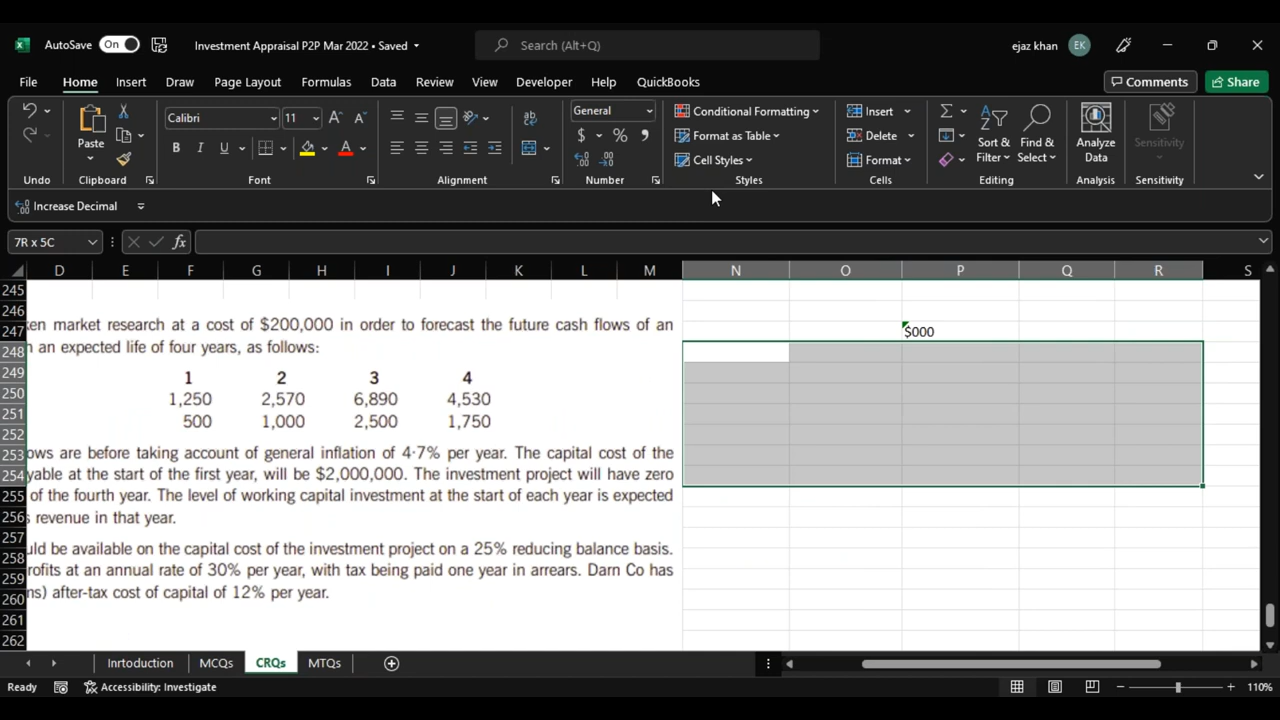 AutoSave On Investment Appraisal P2P Mar 2022 • Saved Search (Alt+Q) ejaz khan EK
File Home Insert Draw Page Layout Formulas Data Review View Developer Help QuickBooks Comments Share
Calibri 11 General Conditional Formatting Insert
Paste B I U $ % Format as Table Delete Sort & Find & Analyze Sensitivity
Cell Styles Format Filter Select Data
Undo Clipboard Font Alignment Number Styles Cells Editing Analysis Sensitivity
Increase Decimal
7R x 5C fx
D E F G H I J K L M N O P Q R S
245
246
247 en market research at a cost of $200,000 in order to forecast the future cash flows of an $000
248 n an expected life of four years, as follows:
249 1 2 3 4
250 1,250 2,570 6,890 4,530
251 500 1,000 2,500 1,750
252
253 ows are before taking account of general inflation of 4·7% per year. The capital cost of the
254 yable at the start of the first year, will be $2,000,000. The investment project will have zero
255 of the fourth year. The level of working capital investment at the start of each year is expected
256 revenue in that year.
257
258 uld be available on the capital cost of the investment project on a 25% reducing balance basis.
259 rofits at an annual rate of 30% per year, with tax being paid one year in arrears. Darn Co has
260 ns) after-tax cost of capital of 12% per year.
261
262
Inrtoduction MCQs CRQs MTQs
Ready Accessibility: Investigate 110%